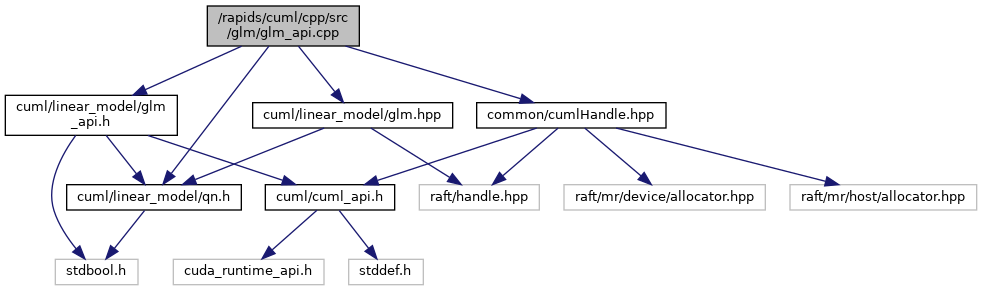 /rapids/cuml/cpp/src
/glm/glm_api.cpp
cuml/linear_model/glm
_api.h
cuml/linear_model/glm.hpp
common/cumlHandle.hpp
cuml/linear_model/qn.h
cuml/cuml_api.h
raft/handle.hpp
raft/mr/device/allocator.hpp
raft/mr/host/allocator.hpp
stdbool.h
cuda_runtime_api.h
stddef.h